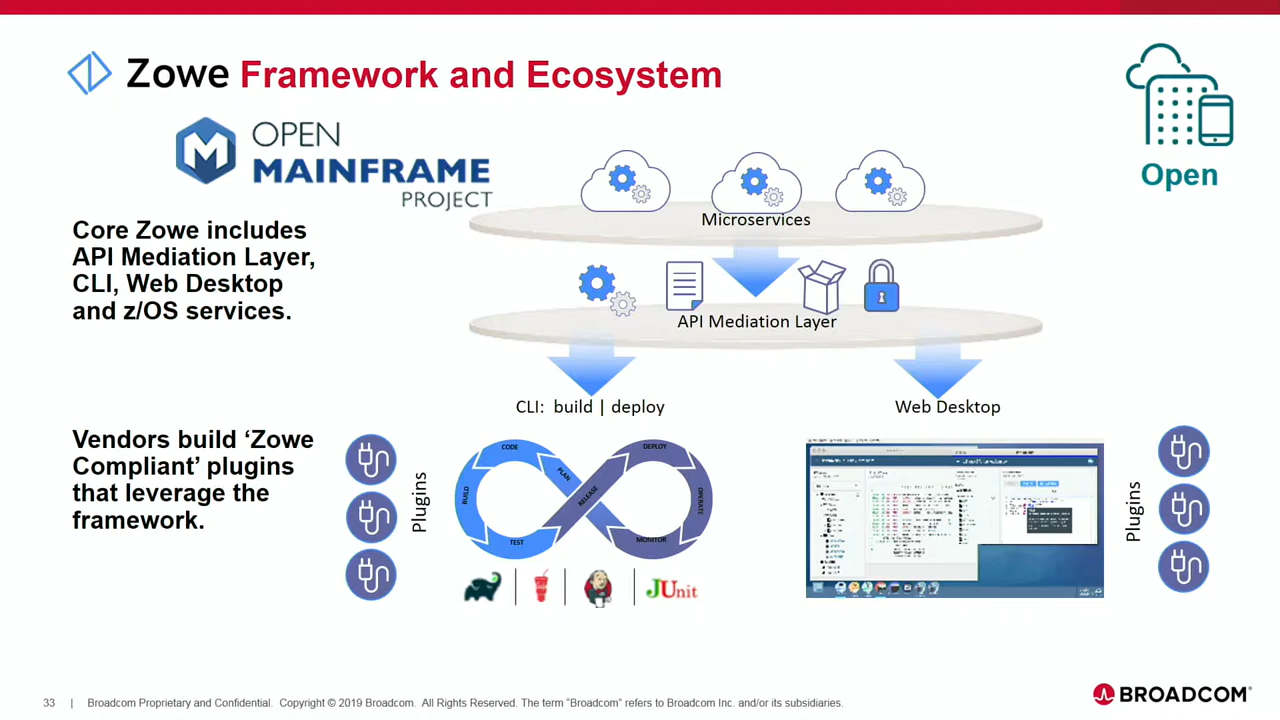 Zowe Framework and Ecosystem
OPEN
MAINFRAME
PROJECT
Open
Core Zowe includes
API Mediation Layer,
CLI, Web Desktop
and z/OS services.
Microservices
API Mediation Layer
CLI: build | deploy
Web Desktop
Vendors build ‘Zowe
Compliant’ plugins
that leverage the
framework.
Plugins
CODE
PLAN
BUILD
TEST
RELEASE
DEPLOY
OPERATE
MONITOR
JUnit
Plugins
33 | Broadcom Proprietary and Confidential. Copyright © 2019 Broadcom. All Rights Reserved. The term “Broadcom” refers to Broadcom Inc. and/or its subsidiaries.
BROADCOM®